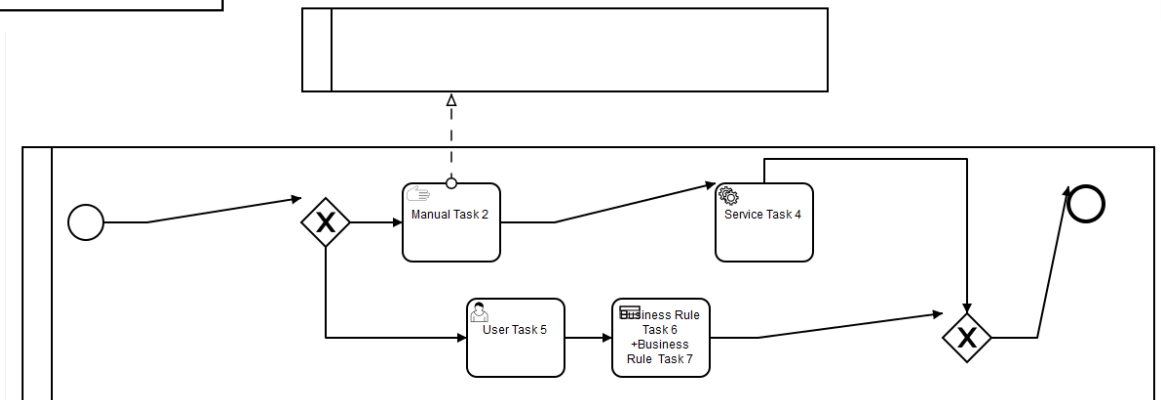 X
Manual Task 2
Service Task 4
User Task 5
Business Rule
Task 6
+Business
Rule Task 7
X